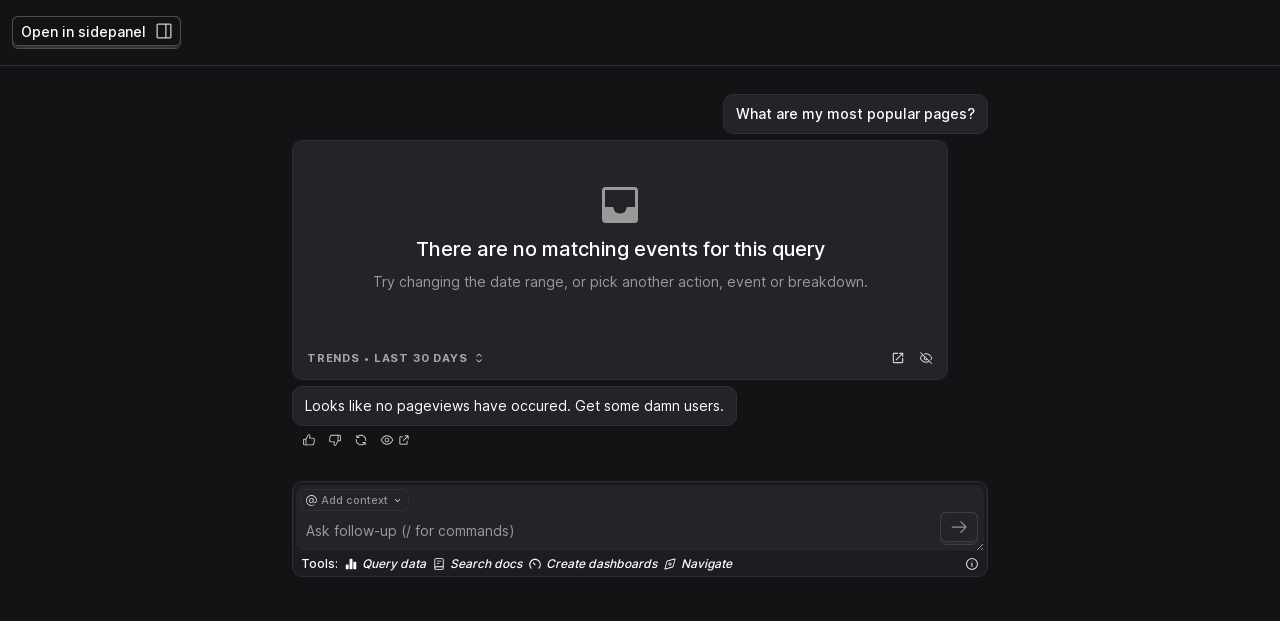 Open in sidepanel
What are my most popular pages?
There are no matching events for this query
Try changing the date range, or pick another action, event or breakdown.
TRENDS • LAST 30 DAYS
Looks like no pageviews have occured. Get some damn users.
@ Add context
Ask follow-up (/ for commands)
Tools: Query data Search docs Create dashboards Navigate